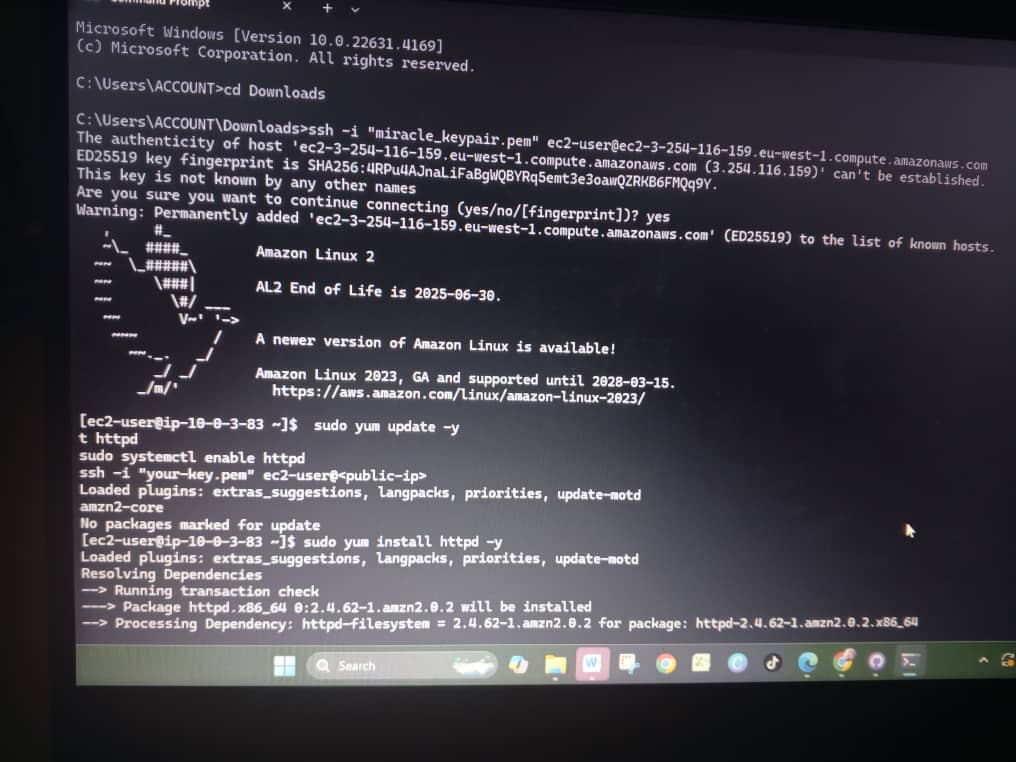 Command Prompt
Microsoft Windows [Version 10.0.22631.4169]
(c) Microsoft Corporation. All rights reserved.
C:\Users\ACCOUNT>cd Downloads
C:\Users\ACCOUNT\Downloads>ssh -i "miracle_keypair.pem" ec2-user@ec2-3-254-116-159.eu-west-1.compute.amazonaws.com
The authenticity of host 'ec2-3-254-116-159.eu-west-1.compute.amazonaws.com (3.254.116.159)' can't be established.
ED25519 key fingerprint is SHA256:4RPu4AJnaLiFaBgWQBYRq5emt3e3oawQZRKB6FMQq9Y.
This key is not known by any other names
Are you sure you want to continue connecting (yes/no/[fingerprint])? yes
Warning: Permanently added 'ec2-3-254-116-159.eu-west-1.compute.amazonaws.com' (ED25519) to the list of known hosts.
Amazon Linux 2
AL2 End of Life is 2025-06-30.
A newer version of Amazon Linux is available!
Amazon Linux 2023, GA and supported until 2028-03-15.
https://aws.amazon.com/linux/amazon-linux-2023/
[ec2-user@ip-10-0-3-83 ~]$  sudo yum update -y
t httpd
sudo systemctl enable httpd
ssh -i "your-key.pem" ec2-user@<public-ip>
Loaded plugins: extras_suggestions, langpacks, priorities, update-motd
amzn2-core
No packages marked for update
[ec2-user@ip-10-0-3-83 ~]$ sudo yum install httpd -y
Loaded plugins: extras_suggestions, langpacks, priorities, update-motd
Resolving Dependencies
--> Running transaction check
---> Package httpd.x86_64 0:2.4.62-1.amzn2.0.2 will be installed
--> Processing Dependency: httpd-filesystem = 2.4.62-1.amzn2.0.2 for package: httpd-2.4.62-1.amzn2.0.2.x86_64
Search